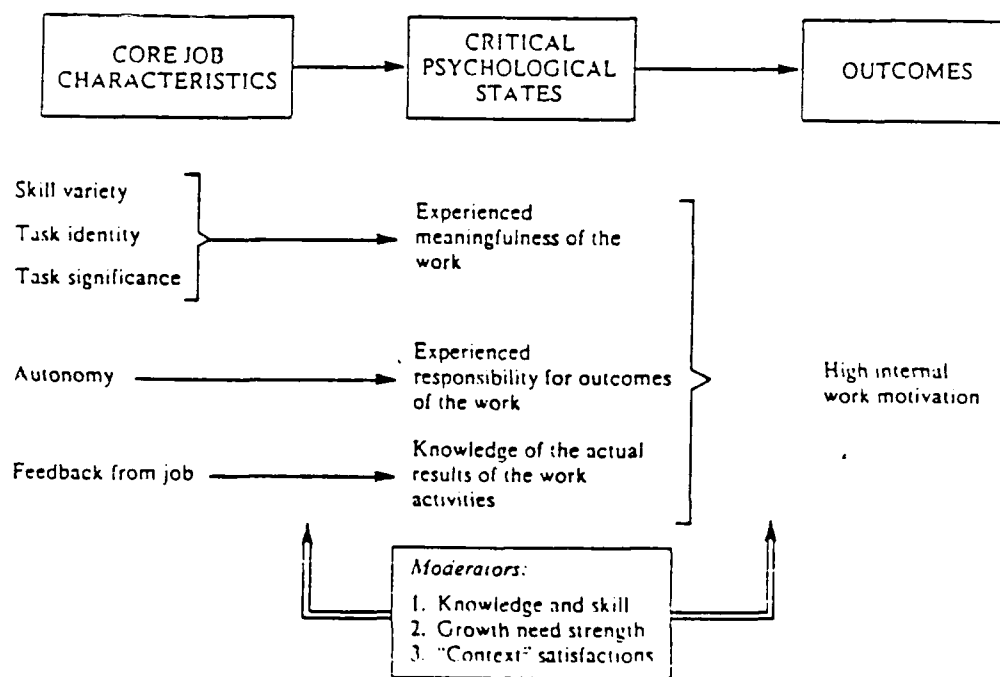 CORE JOB
CHARACTERISTICS
CRITICAL
PSYCHOLOGICAL
STATES
OUTCOMES
Skill variety
Task identity
Task significance
Experienced
meaningfulness of the
work
Autonomy
Experienced
responsibility for outcomes
of the work
High internal
work motivation
Feedback from job
Knowledge of the actual
results of the work
activities
Moderators:
1. Knowledge and skill
2. Growth need strength
3. "Context" satisfactions